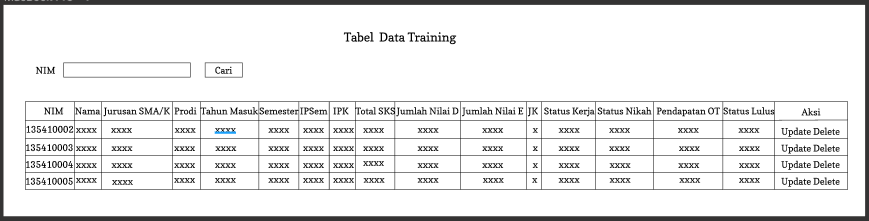 Tabel Data Training
NIM Cari
NIM Nama Jurusan SMA/K Prodi Tahun Masuk Semester IPSem IPK Total SKS Jumlah Nilai D Jumlah Nilai E JK Status Kerja Status Nikah Pendapatan OT Status Lulus Aksi
135410002 xxxx xxxx xxxx xxxx xxxx xxxx xxxx xxxx xxxx xxxx x xxxx xxxx xxxx xxxx Update Delete
135410003 xxxx xxxx xxxx xxxx xxxx xxxx xxxx xxxx xxxx xxxx x xxxx xxxx xxxx xxxx Update Delete
135410004 xxxx xxxx xxxx xxxx xxxx xxxx xxxx xxxx xxxx xxxx x xxxx xxxx xxxx xxxx Update Delete
135410005 xxxx xxxx xxxx xxxx xxxx xxxx xxxx xxxx xxxx xxxx x xxxx xxxx xxxx xxxx Update Delete